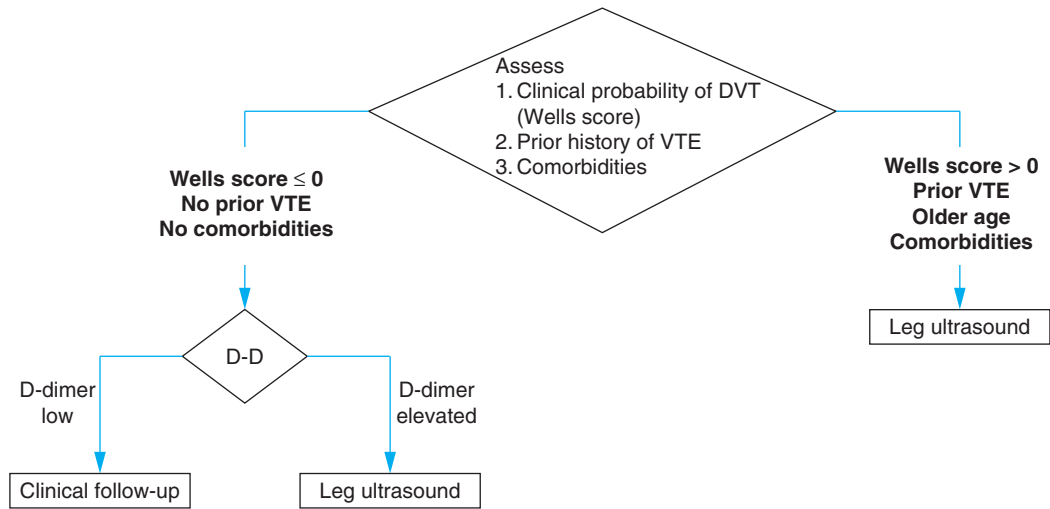 Assess
1. Clinical probability of DVT
(Wells score)
2. Prior history of VTE
3. Comorbidities
Wells score ≤ 0
No prior VTE
No comorbidities
Wells score > 0
Prior VTE
Older age
Comorbidities
Leg ultrasound
D-D
D-dimer
low
D-dimer
elevated
Clinical follow-up
Leg ultrasound